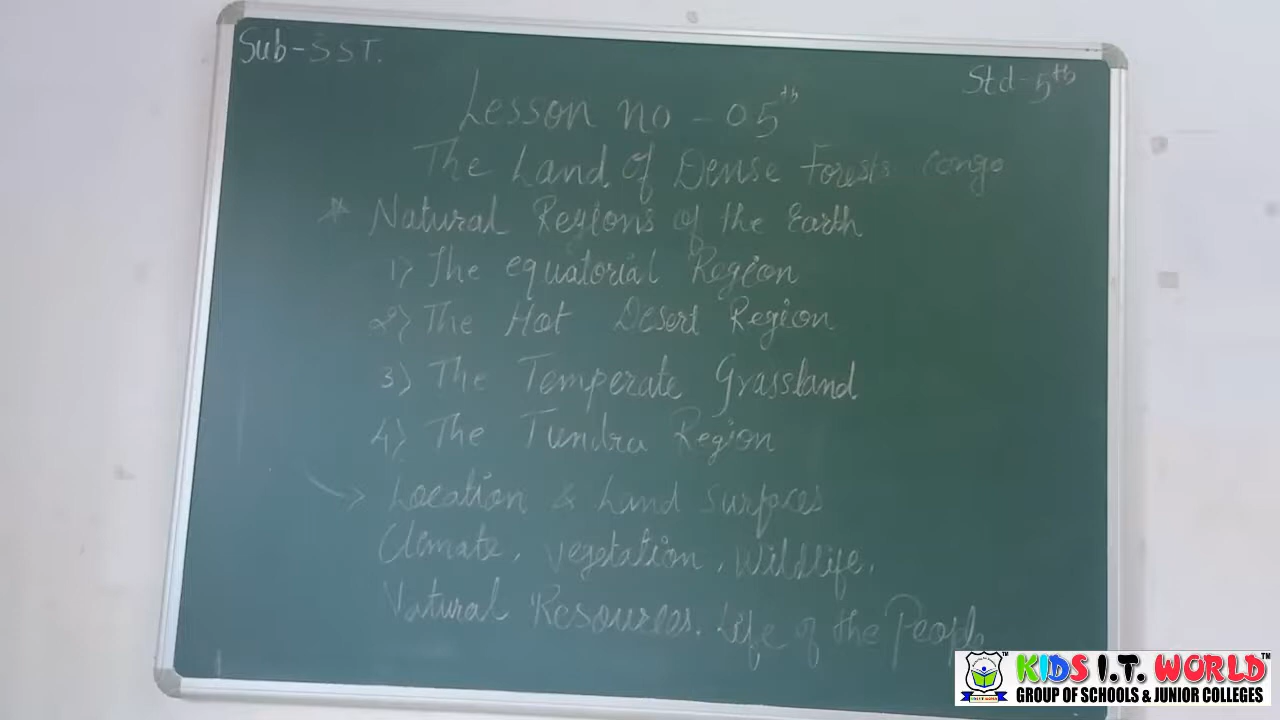 Sub-SST.
Std-5th
Lesson no - 05th
The Land of Dense Forests congo
* Natural Regions of the Earth
1) The equatorial Region
2) The Hot Desert Region
3) The Temperate Grassland
4) The Tundra Region
→ Location & Land surfaces
Climate, vegetation, Wildlife,
Natural Resources. Life of the People
KIDS I.T. WORLD™
GROUP OF SCHOOLS & JUNIOR COLLEGES